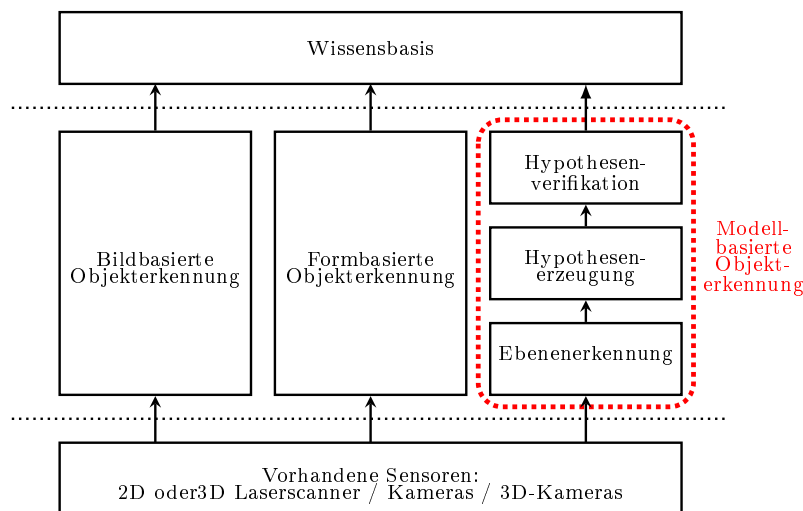 Wissensbasis
Bildbasierte
Objekterkennung
Formbasierte
Objekterkennung
Hypothesen-
verifikation
Hypothesen-
erzeugung
Ebenenerkennung
Modell-
basierte
Objekt-
erkennung
Vorhandene Sensoren:
2D oder3D Laserscanner / Kameras / 3D-Kameras